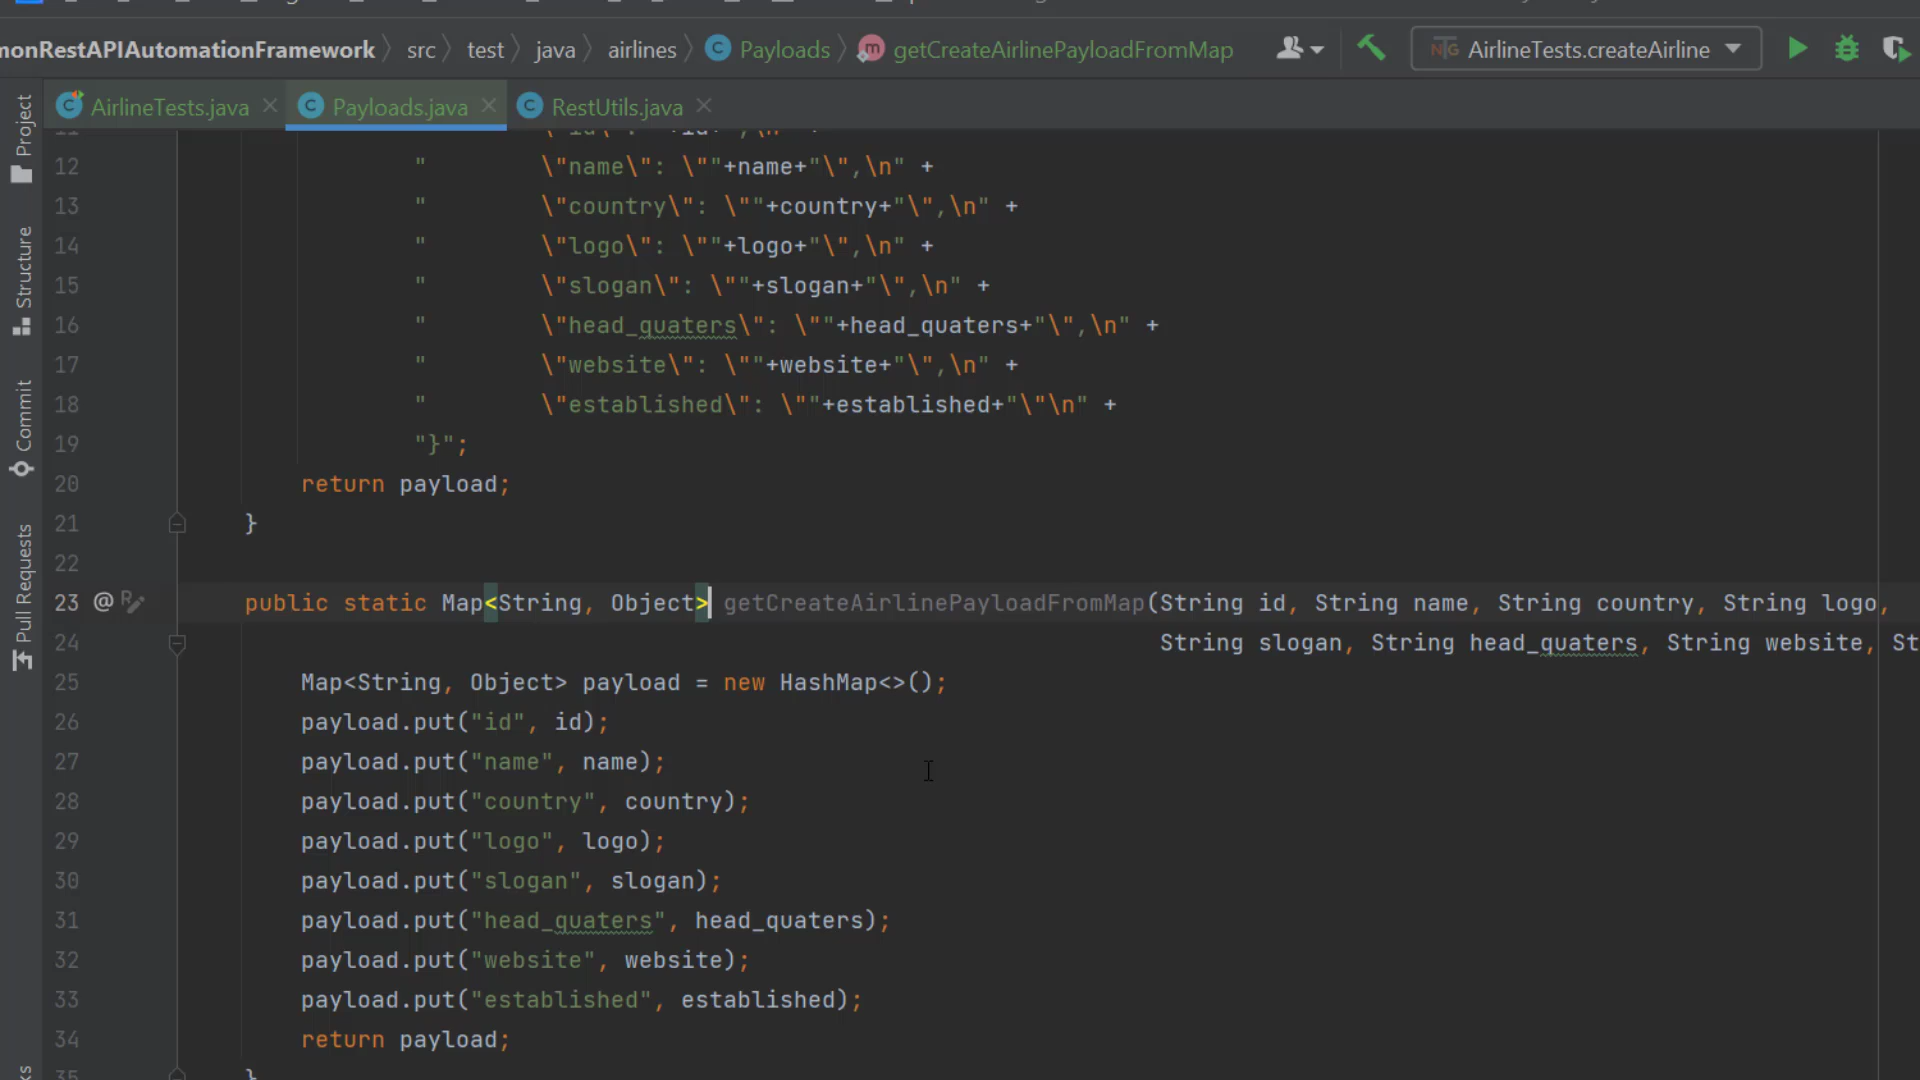 monRestAPIAutomationFramework src test java airlines Payloads getCreateAirlinePayloadFromMap AirlineTests.createAirline
AirlineTests.java Payloads.java RestUtils.java
Project
Structure
Commit
Pull Requests
12 " \"name\": \""+name+"\",\n" +
13 " \"country\": \""+country+"\",\n" +
14 " \"logo\": \""+logo+"\",\n" +
15 " \"slogan\": \""+slogan+"\",\n" +
16 " \"head_quaters\": \""+head_quaters+"\",\n" +
17 " \"website\": \""+website+"\",\n" +
18 " \"established\": \""+established+"\"\n" +
19 "}";
20 return payload;
21 }
22
23 @ public static Map<String, Object> getCreateAirlinePayloadFromMap(String id, String name, String country, String logo,
24 String slogan, String head_quaters, String website, St
25 Map<String, Object> payload = new HashMap<>();
26 payload.put("id", id);
27 payload.put("name", name);
28 payload.put("country", country);
29 payload.put("logo", logo);
30 payload.put("slogan", slogan);
31 payload.put("head_quaters", head_quaters);
32 payload.put("website", website);
33 payload.put("established", established);
34 return payload;
35 }